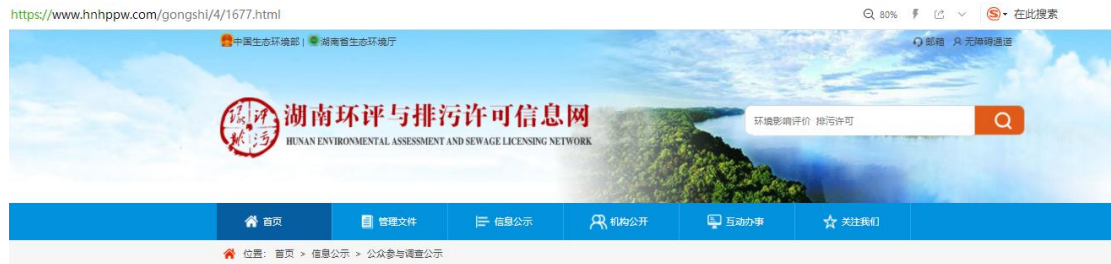 https://www.hnhppw.com/gongshi/4/1677.html 80% 在此搜索
中国生态环境部 | 湖南省生态环境厅 邮箱 无障碍通道
湖南环评与排污许可信息网
HUNAN ENVIRONMENTAL ASSESSMENT AND SEWAGE LICENSING NETWORK
环境影响评价 排污许可
首页 管理文件 信息公示 机构公开 互动办事 关注我们
位置: 首页 > 信息公示 > 公众参与调查公示